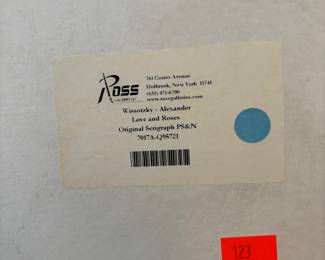 Ross
761 Coates Avenue
Holbrook, New York 11741
(631) 471-6700
www.rossgalleries.com
Wissotzky - Alexander
Love and Roses
Original Serigraph PS&N
7017A-Q95721
123